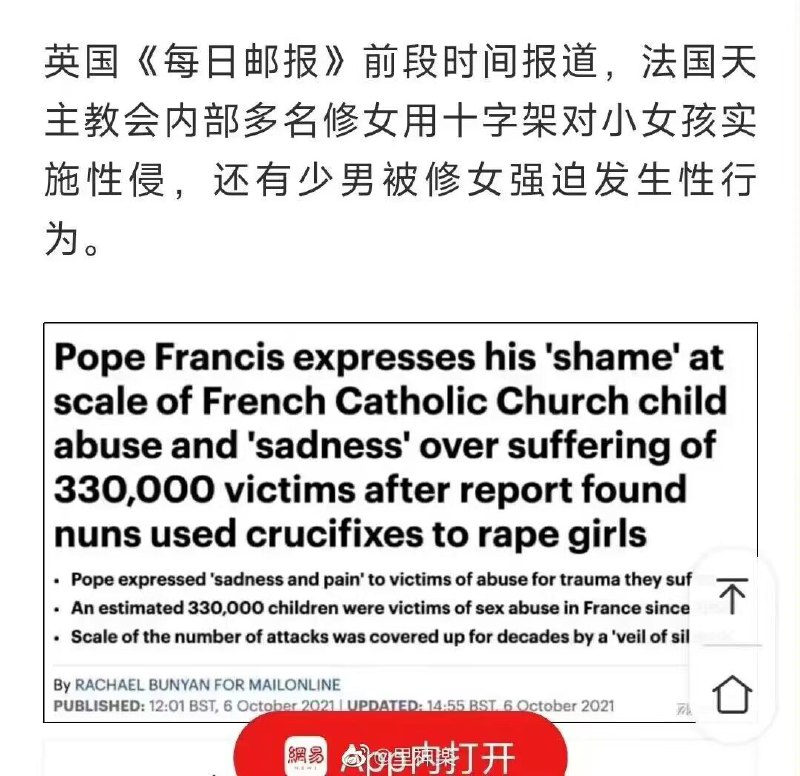 英国《每日邮报》前段时间报道，法国天
主教会内部多名修女用十字架对小女孩实
施性侵，还有少男被修女强迫发生性行
为。
Pope Francis expresses his 'shame' at
scale of French Catholic Church child
abuse and 'sadness' over suffering of
330,000 victims after report found
nuns used crucifixes to rape girls
• Pope expressed 'sadness and pain' to victims of abuse for trauma they suf
• An estimated 330,000 children were victims of sex abuse in France since
• Scale of the number of attacks was covered up for decades by a 'veil of sil
By RACHAEL BUNYAN FOR MAILONLINE
PUBLISHED: 12:01 BST, 6 October 2021 | UPDATED: 14:55 BST, 6 October 2021
網易
NEWS
App内打开